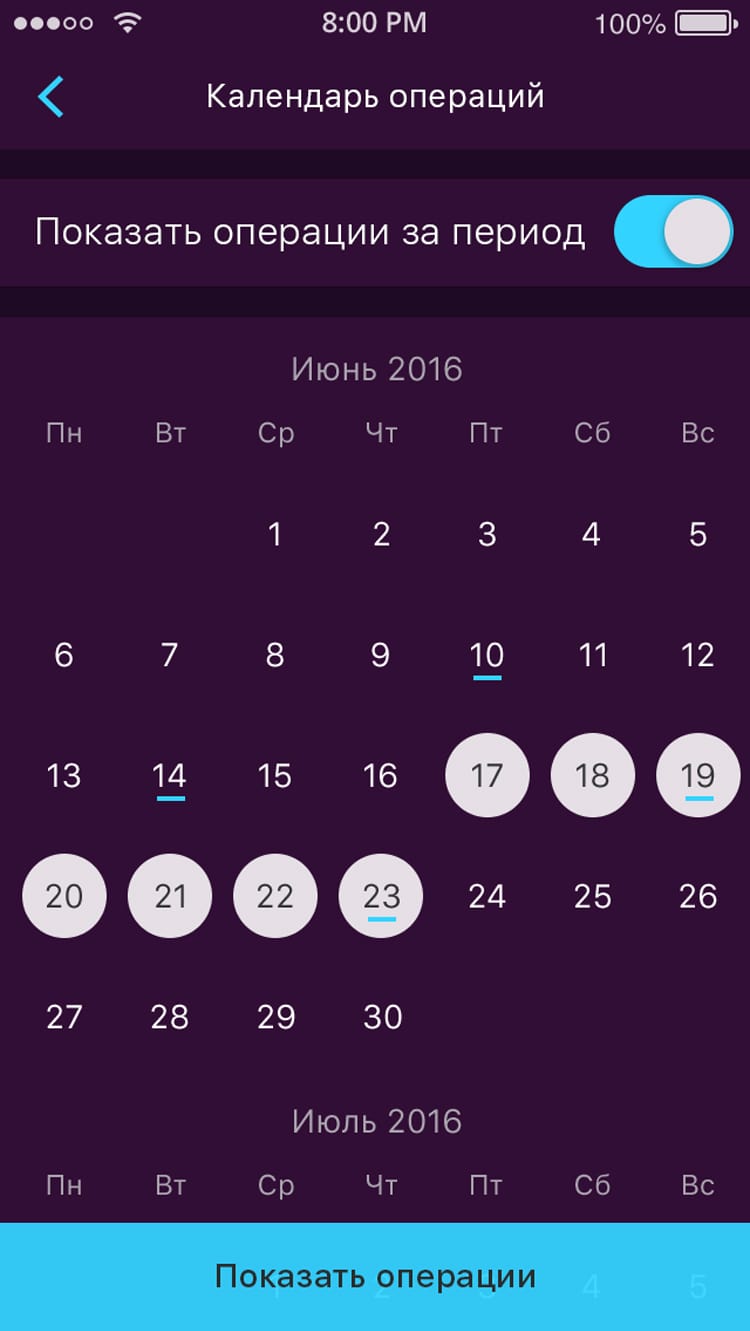 8:00 PM 100%
Календарь операций
Показать операции за период
Июнь 2016
Пн Вт Ср Чт Пт Сб Вс
1 2 3 4 5
6 7 8 9 10 11 12
13 14 15 16 17 18 19
20 21 22 23 24 25 26
27 28 29 30
Июль 2016
Пн Вт Ср Чт Пт Сб Вс
Показать операции
1 2 3 4 5